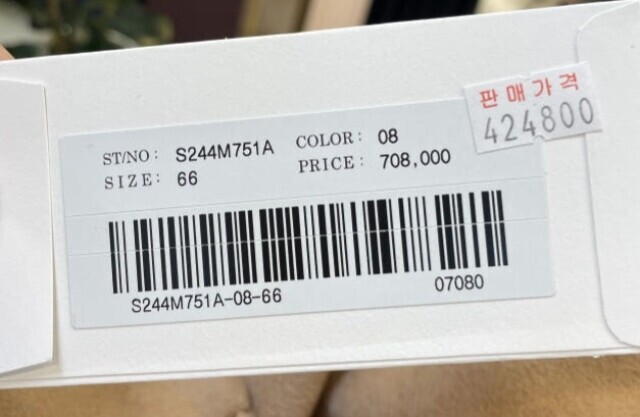 판매가격
424800
ST/NO : S244M751A COLOR : 08
SIZE : 66 PRICE : 708,000
S244M751A-08-66 07080